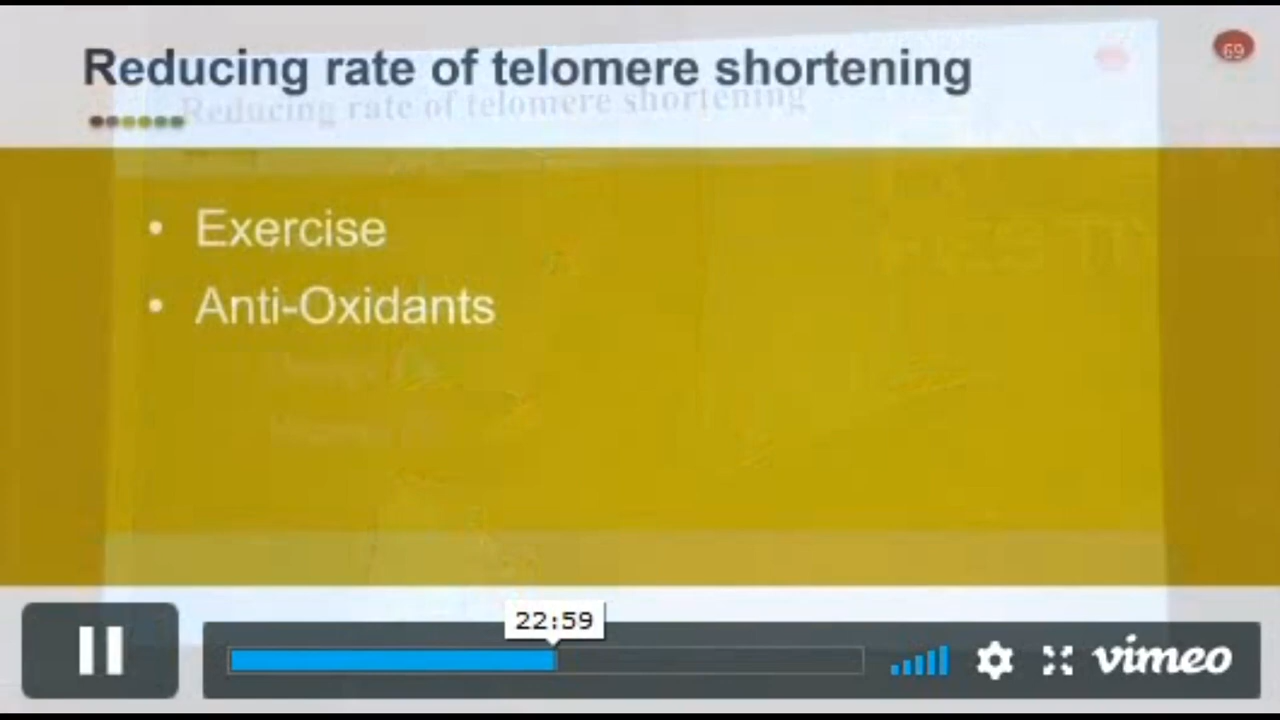 Reducing rate of telomere shortening
69
Reducing rate of telomere shortening
• Exercise
• Anti-Oxidants
22:59
vimeo